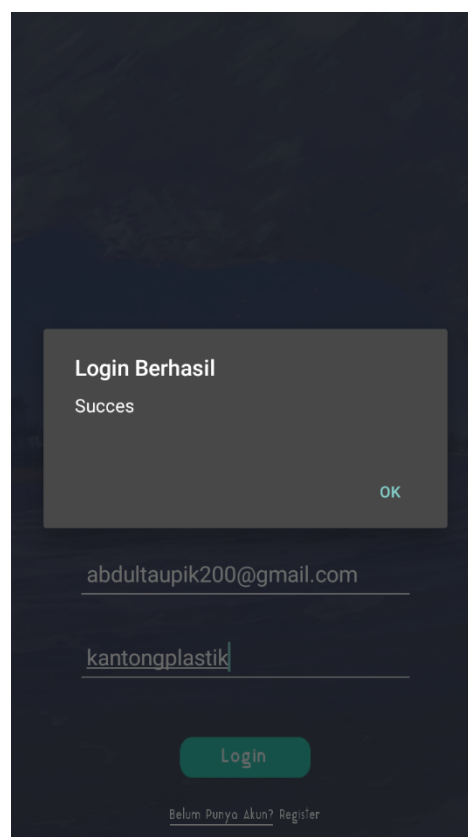 Login Berhasil
Succes
OK
abdultaupik200@gmail.com
kantongplastik
Login
Belum Punya Akun? Register